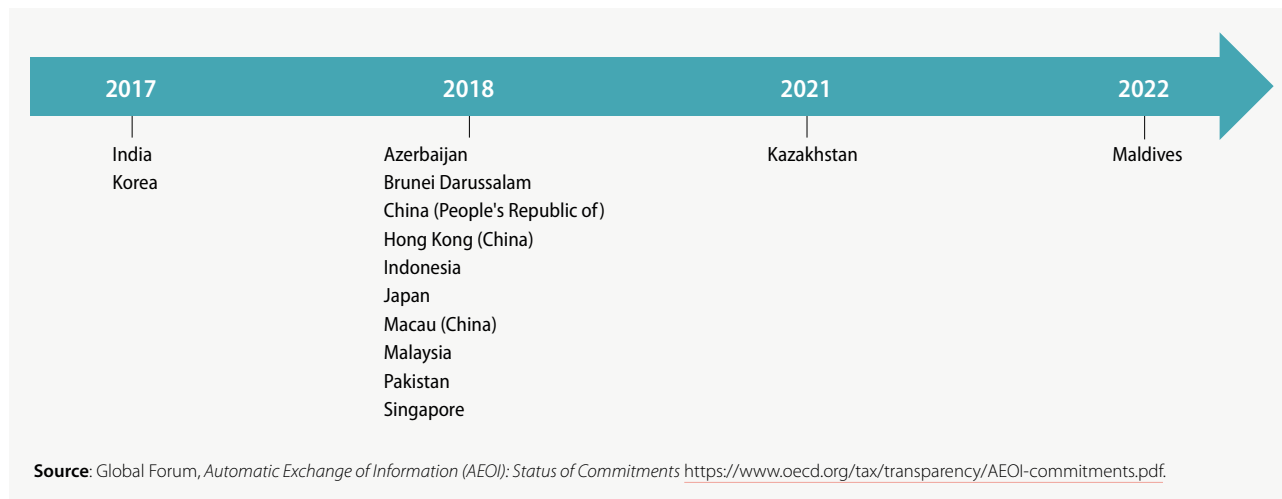 2017 2018 2021 2022
India Azerbaijan Kazakhstan Maldives
Korea Brunei Darussalam
China (People's Republic of)
Hong Kong (China)
Indonesia
Japan
Macau (China)
Malaysia
Pakistan
Singapore
Source: Global Forum, Automatic Exchange of Information (AEOI): Status of Commitments https://www.oecd.org/tax/transparency/AEOI-commitments.pdf.